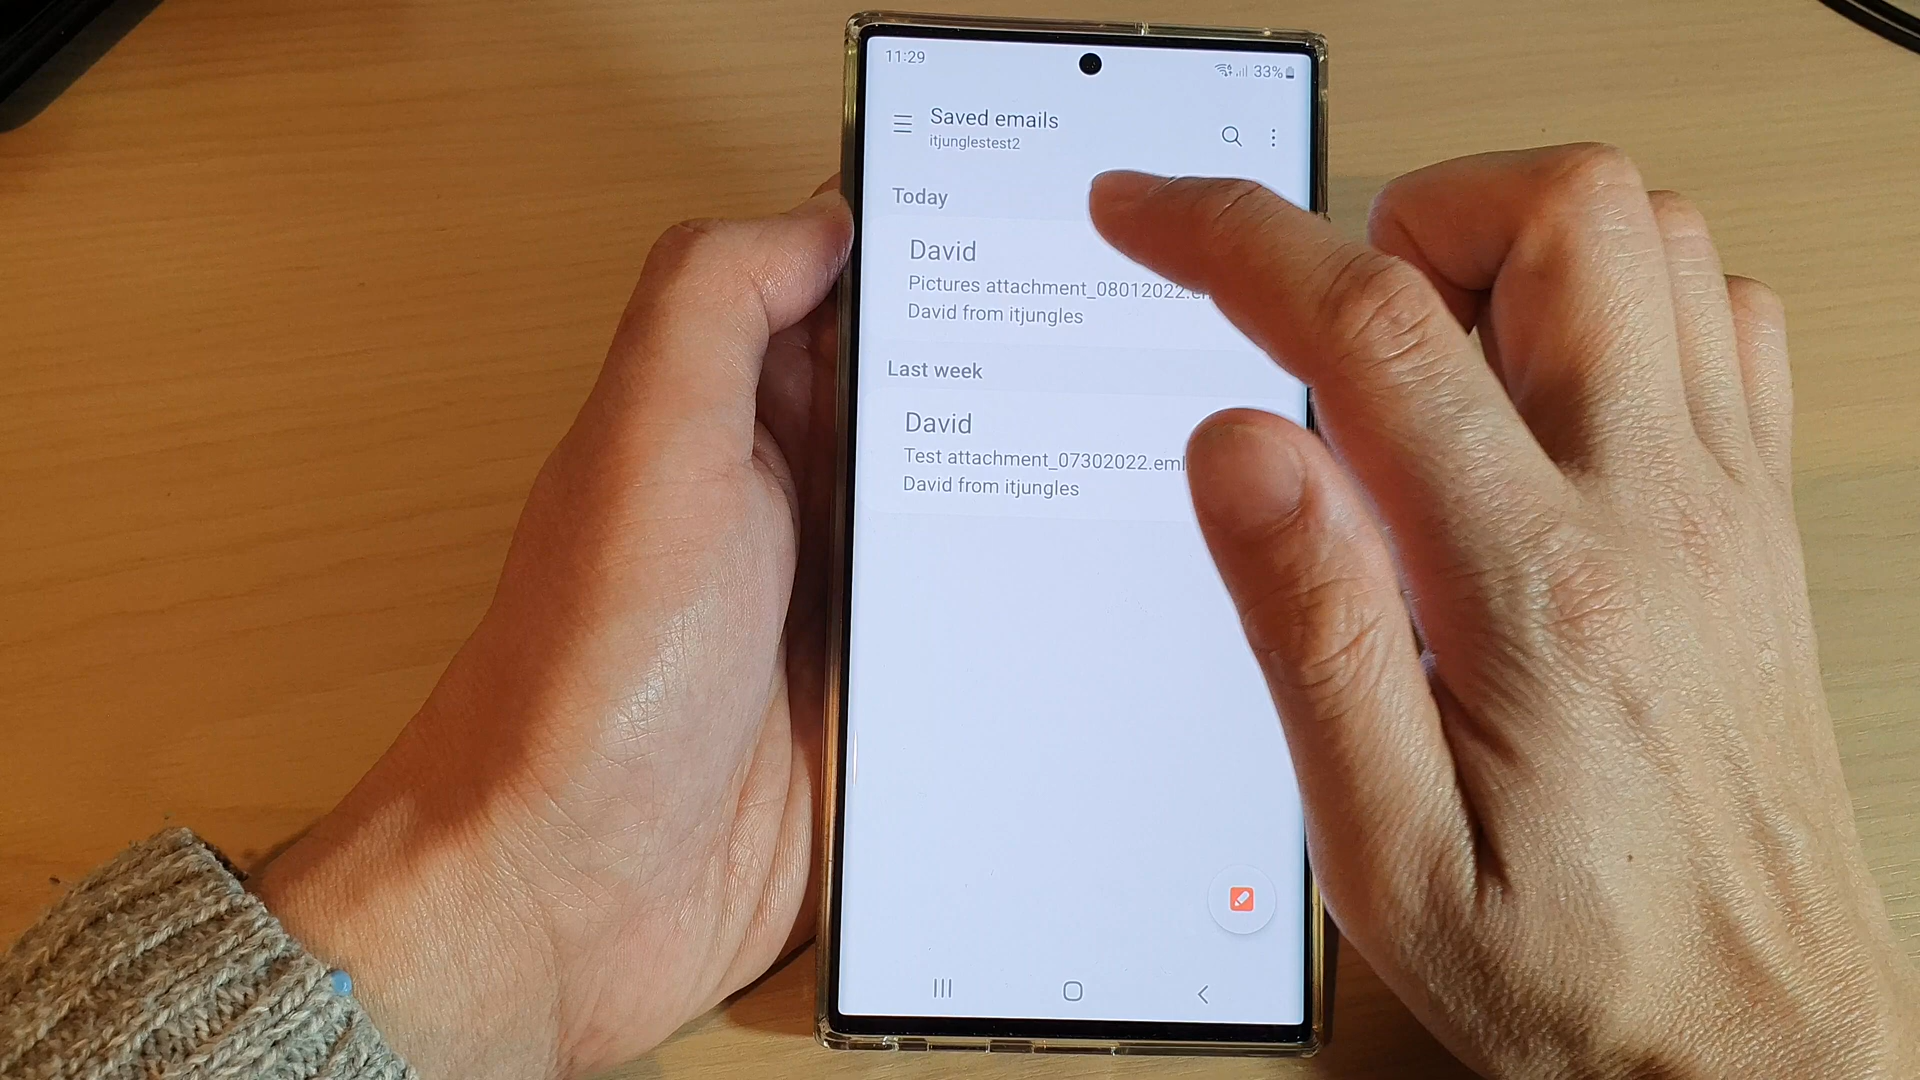 11:29
33%
Saved emails
itjunglestest2
Today
David
Pictures attachment_08012022.
David from itjungles
Last week
David
Test attachment_07302022.eml
David from itjungles